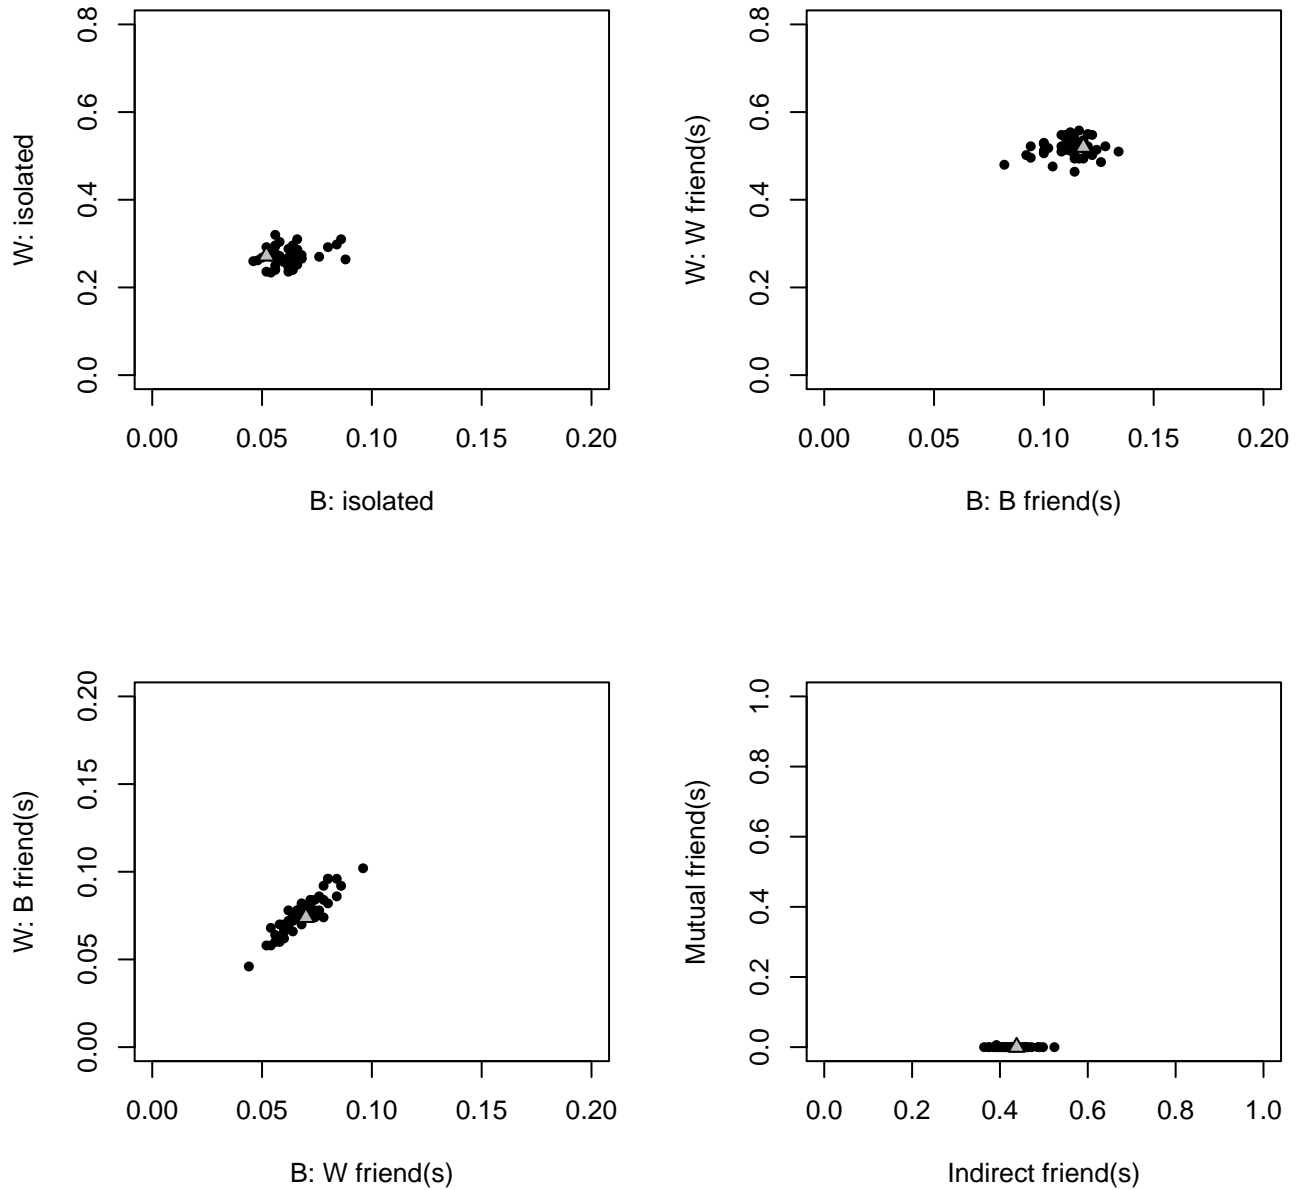 0.8
0.6
0.4
0.2
0.0
W: isolated
0.00 0.05 0.10 0.15 0.20
B: isolated
0.8
0.6
0.4
0.2
0.0
W: W friend(s)
0.00 0.05 0.10 0.15 0.20
B: B friend(s)
0.20
0.15
0.10
0.05
0.00
W: B friend(s)
0.00 0.05 0.10 0.15 0.20
B: W friend(s)
1.0
0.8
0.6
0.4
0.2
0.0
Mutual friend(s)
0.0 0.2 0.4 0.6 0.8 1.0
Indirect friend(s)